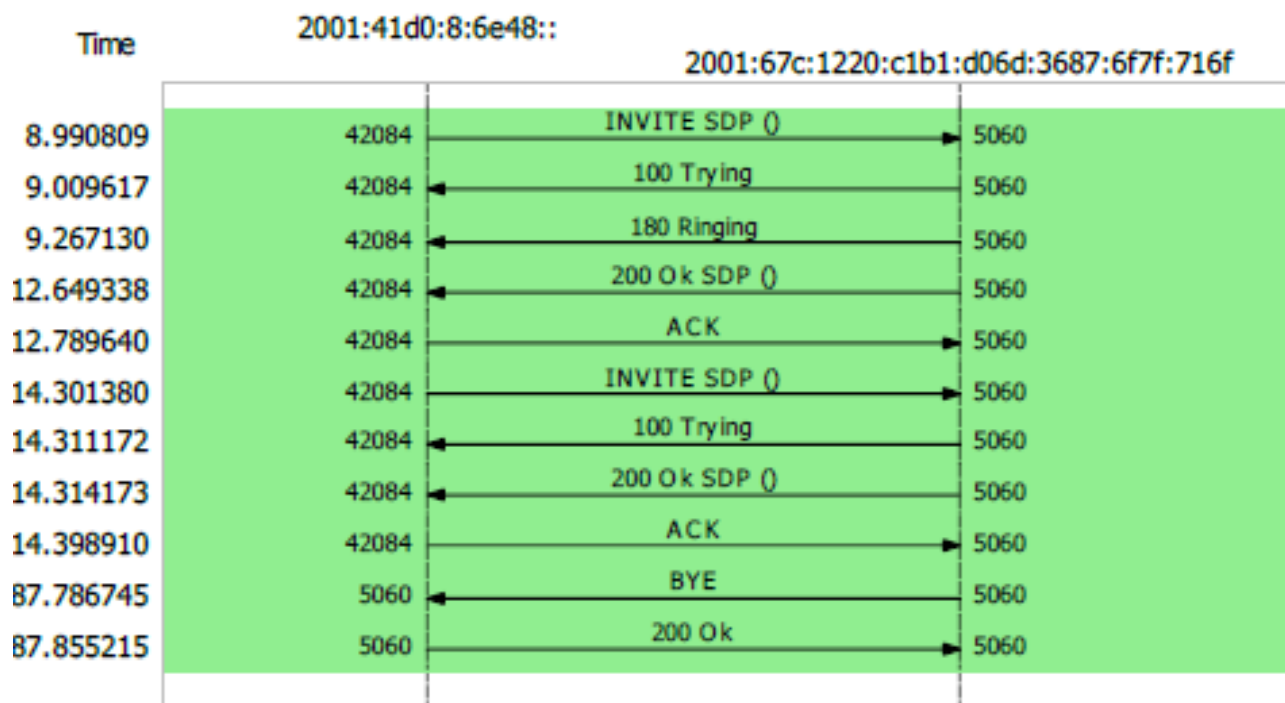 Time
2001:41d0:8:6e48::
2001:67c:1220:c1b1:d06d:3687:6f7f:716f
8.990809 42084 INVITE SDP () 5060
9.009617 42084 100 Trying 5060
9.267130 42084 180 Ringing 5060
12.649338 42084 200 Ok SDP () 5060
12.789640 42084 ACK 5060
14.301380 42084 INVITE SDP () 5060
14.311172 42084 100 Trying 5060
14.314173 42084 200 Ok SDP () 5060
14.398910 42084 ACK 5060
87.786745 5060 BYE 5060
87.855215 5060 200 Ok 5060